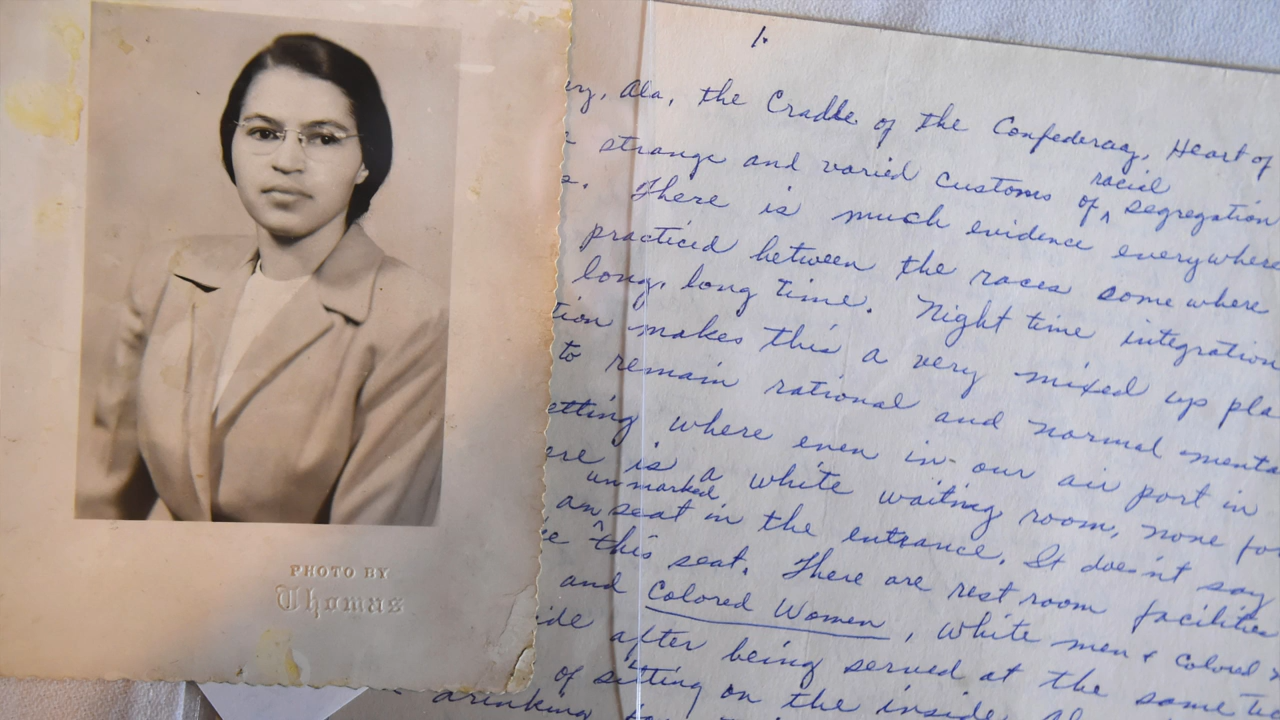 PHOTO BY
Thomas
1.
ry, Ala, the Cradle of the Confederacy, Heart of
strange and varied customs of racial segregation
e. There is much evidence everywhere
practiced between the races some where
long, long time. Night time integration
tion makes this a very mixed up pla
to remain rational and normal menta
etting where even in our air port in
ere is a white waiting room, none for
unmarked
an seat in the entrance. It doesn't say
ce this seat. There are rest room facilities
and Colored Women, White men & Colored
ide after being served at the same
of sitting on the inside.
drinking